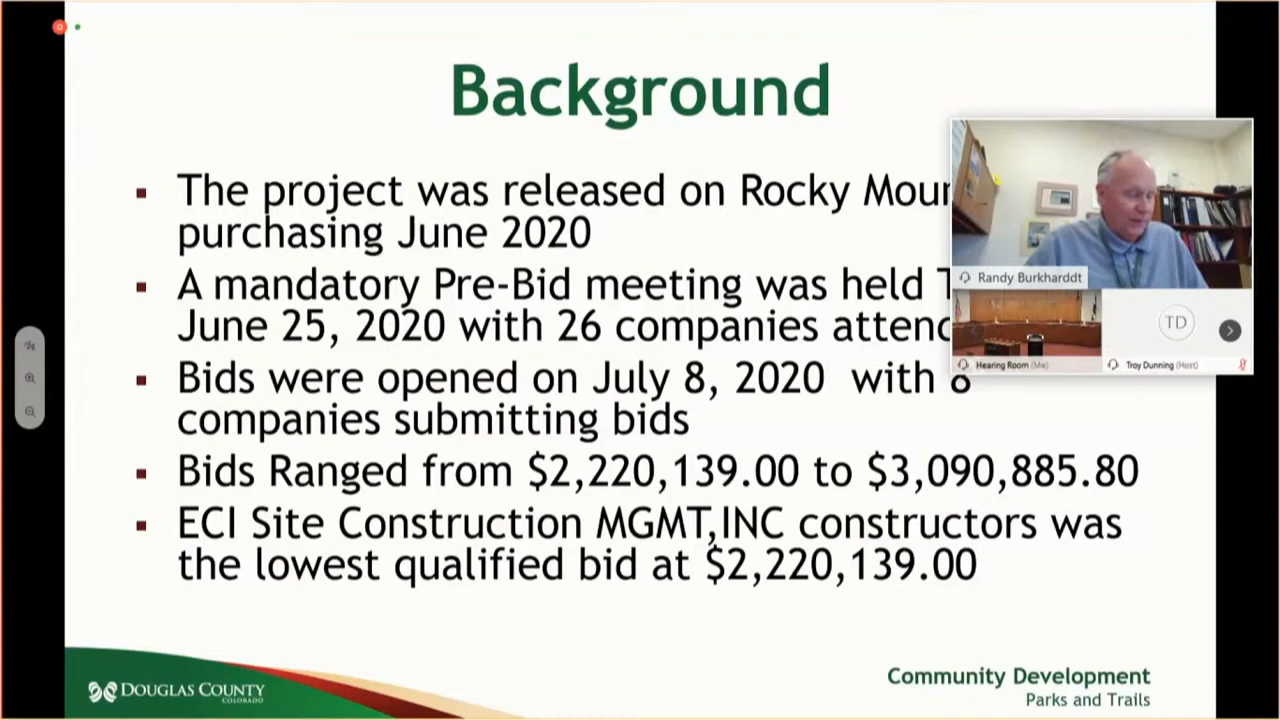 Background
▪ The project was released on Rocky Moun
purchasing June 2020
▪ A mandatory Pre-Bid meeting was held T
June 25, 2020 with 26 companies attend
▪ Bids were opened on July 8, 2020 with
companies submitting bids
▪ Bids Ranged from $2,220,139.00 to $3,090,885.80
▪ ECI Site Construction MGMT,INC constructors was
the lowest qualified bid at $2,220,139.00
Randy Burkharddt
TD
Hearing Room (Me)
Troy Dunning (Host)
DOUGLAS COUNTY
COLORADO
Community Development
Parks and Trails